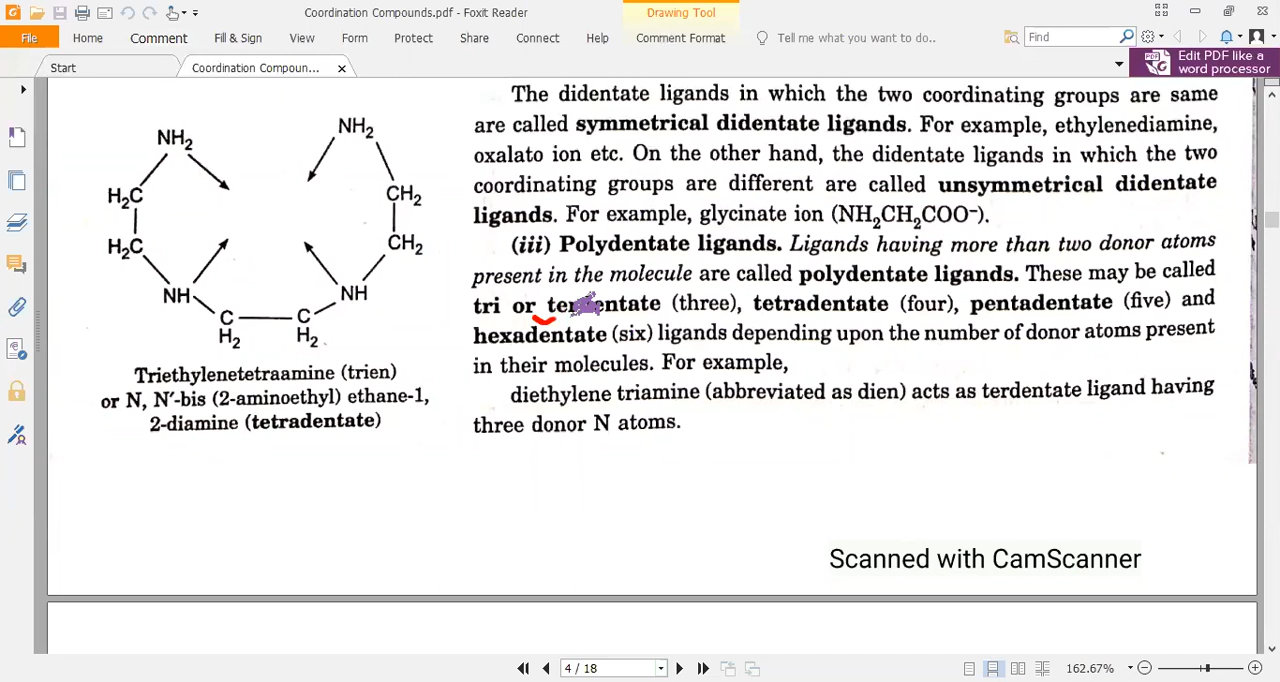 Coordination Compounds.pdf - Foxit Reader
Drawing Tool
File Home Comment Fill & Sign View Form Protect Share Connect Help Comment Format Tell me what you want to do.. Find
Start Coordination Compoun...
Edit PDF like a
word processor
NH2 NH2
H2C CH2
H2C CH2
NH NH
C C
H2 H2
Triethylenetetraamine (trien)
or N, N′-bis (2-aminoethyl) ethane-1,
2-diamine (tetradentate)
The didentate ligands in which the two coordinating groups are same
are called symmetrical didentate ligands. For example, ethylenediamine,
oxalato ion etc. On the other hand, the didentate ligands in which the two
coordinating groups are different are called unsymmetrical didentate
ligands. For example, glycinate ion (NH2CH2COO−).
(iii) Polydentate ligands. Ligands having more than two donor atoms
present in the molecule are called polydentate ligands. These may be called
tri or terdentate (three), tetradentate (four), pentadentate (five) and
hexadentate (six) ligands depending upon the number of donor atoms present
in their molecules. For example,
diethylene triamine (abbreviated as dien) acts as terdentate ligand having
three donor N atoms.
Scanned with CamScanner
4 / 18
162.67%